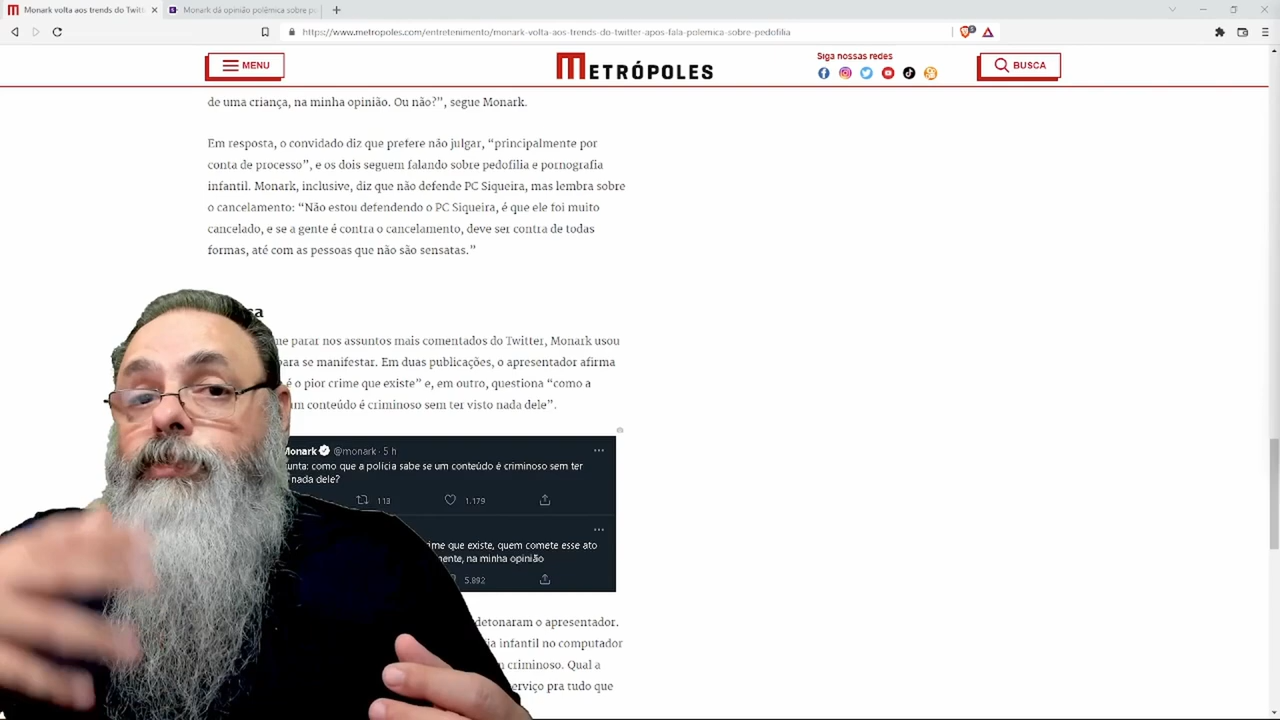 Monark volta aos trends do Twitt
Monark dá opinião polêmica sobre p
https://www.metropoles.com/entretenimento/monark-volta-aos-trends-do-twitter-apos-fala-polemica-sobre-pedofilia
MENU
METRÓPOLES
Siga nossas redes
BUSCA
de uma criança, na minha opinião. Ou não?”, segue Monark.
Em resposta, o convidado diz que prefere não julgar, “principalmente por
conta de processo”, e os dois seguem falando sobre pedofilia e pornografia
infantil. Monark, inclusive, diz que não defende PC Siqueira, mas lembra sobre
o cancelamento: “Não estou defendendo o PC Siqueira, é que ele foi muito
cancelado, e se a gente é contra o cancelamento, deve ser contra de todas
formas, até com as pessoas que não são sensatas.”
me parar nos assuntos mais comentados do Twitter, Monark usou
para se manifestar. Em duas publicações, o apresentador afirma
é o pior crime que existe” e, em outro, questiona “como a
um conteúdo é criminoso sem ter visto nada dele”.
Monark @monark · 5 h
unta: como que a polícia sabe se um conteúdo é criminoso sem ter
nada dele?
113 1.179
ime que existe, quem comete esse ato
mente, na minha opinião
5.892
detonaram o apresentador.
ia infantil no computador
criminoso. Qual a
erviço pra tudo que